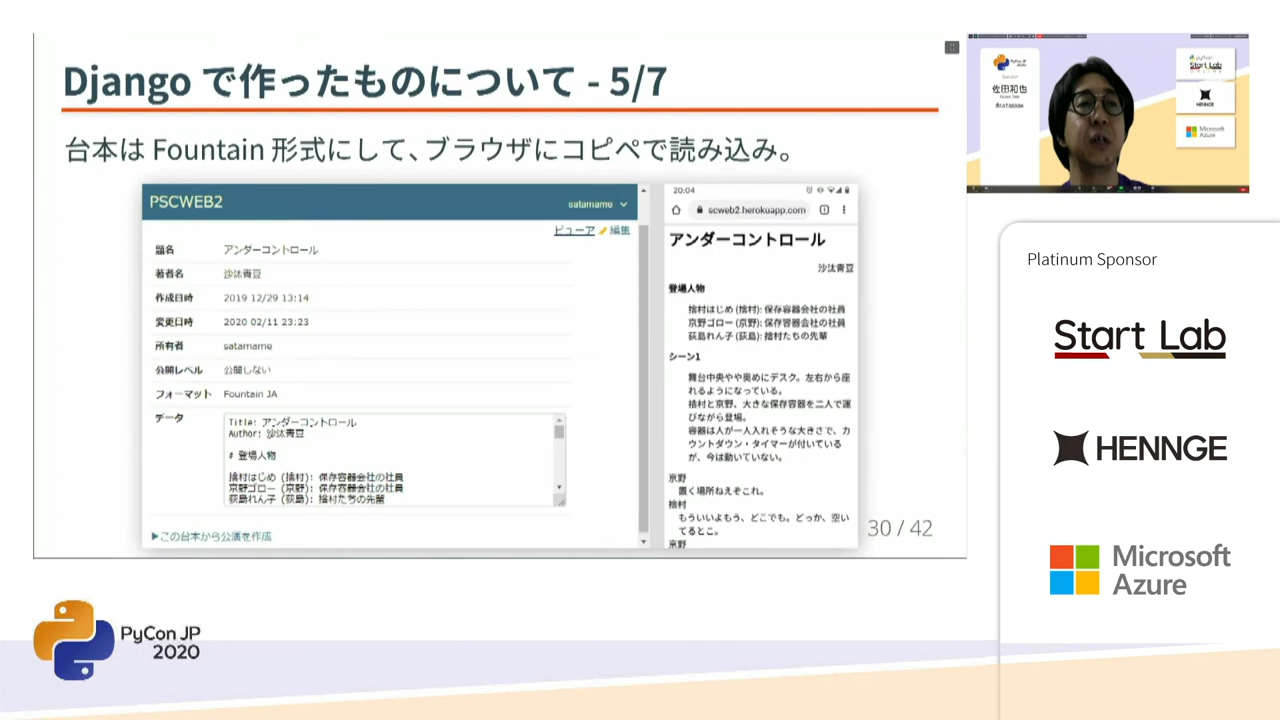 Django で作ったものについて - 5/7
台本は Fountain 形式にして、ブラウザにコピペで読み込み。
PSCWEB2
satamame
ビューア 編集
題名 アンダーコントロール
著者名 沙汰青豆
作成日時 2019 12/29 13:14
変更日時 2020 02/11 23:23
所有者 satamame
公開レベル 公開しない
フォーマット Fountain JA
データ
Title: アンダーコントロール
Author: 沙汰青豆
# 登場人物
捨村はじめ (捨村): 保存容器会社の社員
京野ゴロー (京野): 保存容器会社の社員
荻島れん子 (荻島): 捨村たちの先輩
▶この台本から公演を作成
20:04
scweb2.herokuapp.com
アンダーコントロール
沙汰青豆
登場人物
捨村はじめ (捨村): 保存容器会社の社員
京野ゴロー (京野): 保存容器会社の社員
荻島れん子 (荻島): 捨村たちの先輩
シーン1
舞台中央やや奥めにデスク。左右から座
れるようになっている。
捨村と京野、大きな保存容器を二人で運
びながら登場。
容器は人が一人入れそうな大きさで、カ
ウントダウン・タイマーが付いている
が、今は動いていない。
京野
置く場所ねえぞこれ。
捨村
もういいよもう、どこでも。どっか、空い
てるとこ。
京野
30 / 42
PyCon JP
2020
佐田和也
python
Start Lab
HENNGE
Microsoft
Azure
Platinum Sponsor
Start Lab
HENNGE
Microsoft
Azure
PyCon JP
2020